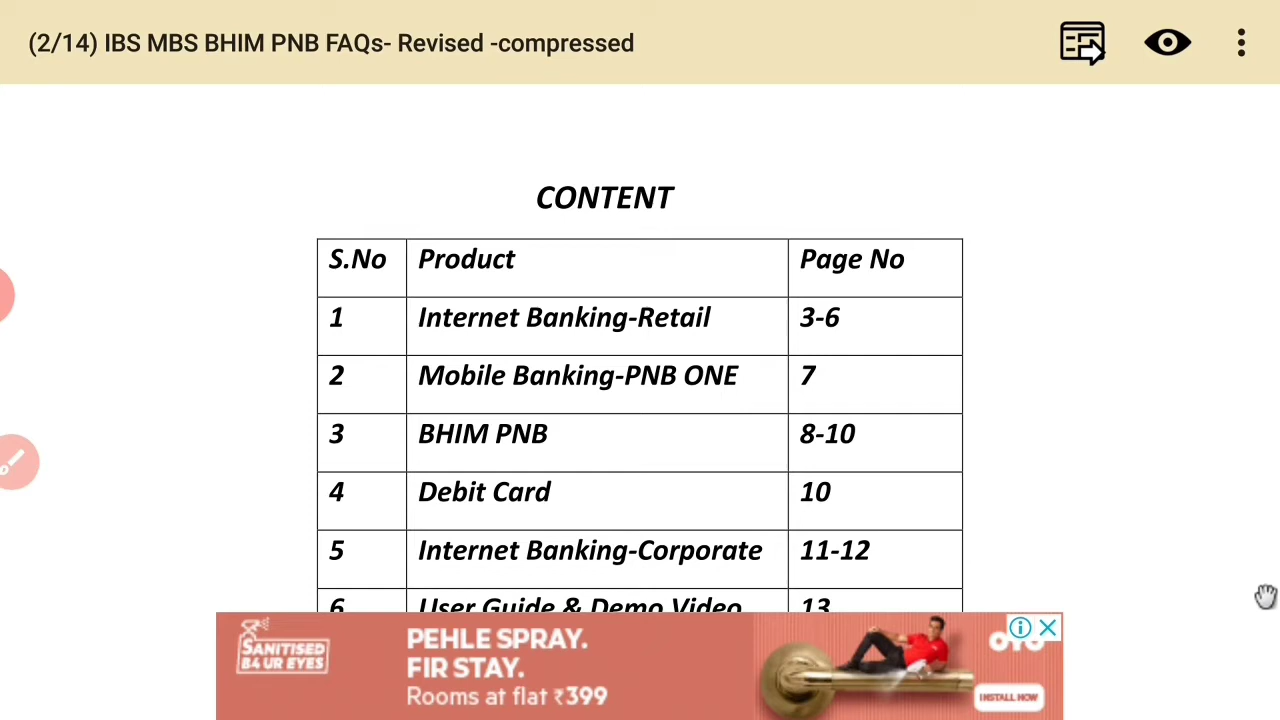 (2/14) IBS MBS BHIM PNB FAQs- Revised -compressed
CONTENT
S.No Product Page No
1 Internet Banking-Retail 3-6
2 Mobile Banking-PNB ONE 7
3 BHIM PNB 8-10
4 Debit Card 10
5 Internet Banking-Corporate 11-12
6 User Guide & Demo Video 13
SANITISED
B4 UR EYES
PEHLE SPRAY.
FIR STAY.
Rooms at flat ₹399
OYO
INSTALL NOW